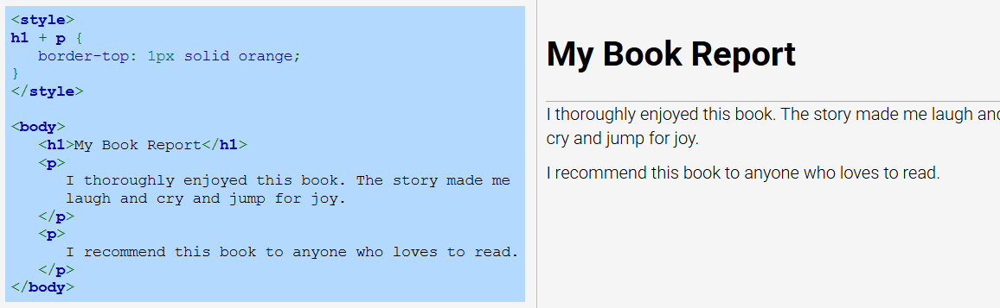 <style>
h1 + p {
border-top: 1px solid orange;
}
</style>
<body>
<h1>My Book Report</h1>
<p>
I thoroughly enjoyed this book. The story made me
laugh and cry and jump for joy.
</p>
<p>
I recommend this book to anyone who loves to read.
</p>
</body>
My Book Report
I thoroughly enjoyed this book. The story made me laugh and
cry and jump for joy.
I recommend this book to anyone who loves to read.